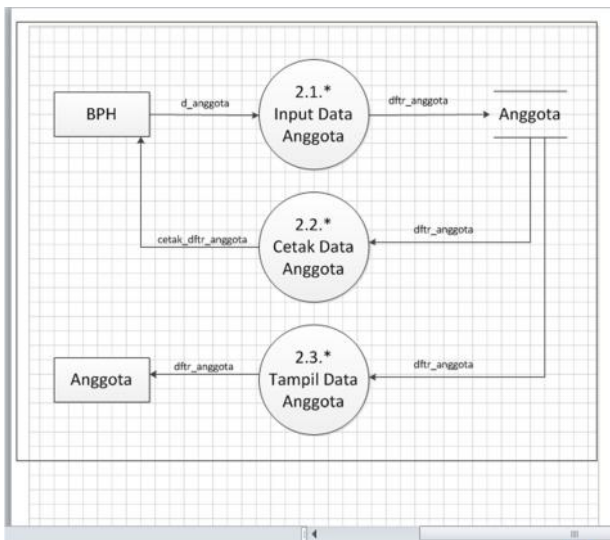 BPH
d_anggota
2.1.*
Input Data
Anggota
dftr_anggota
Anggota
cetak_dftr_anggota
2.2.*
Cetak Data
Anggota
dftr_anggota
Anggota
dftr_anggota
2.3.*
Tampil Data
Anggota
dftr_anggota